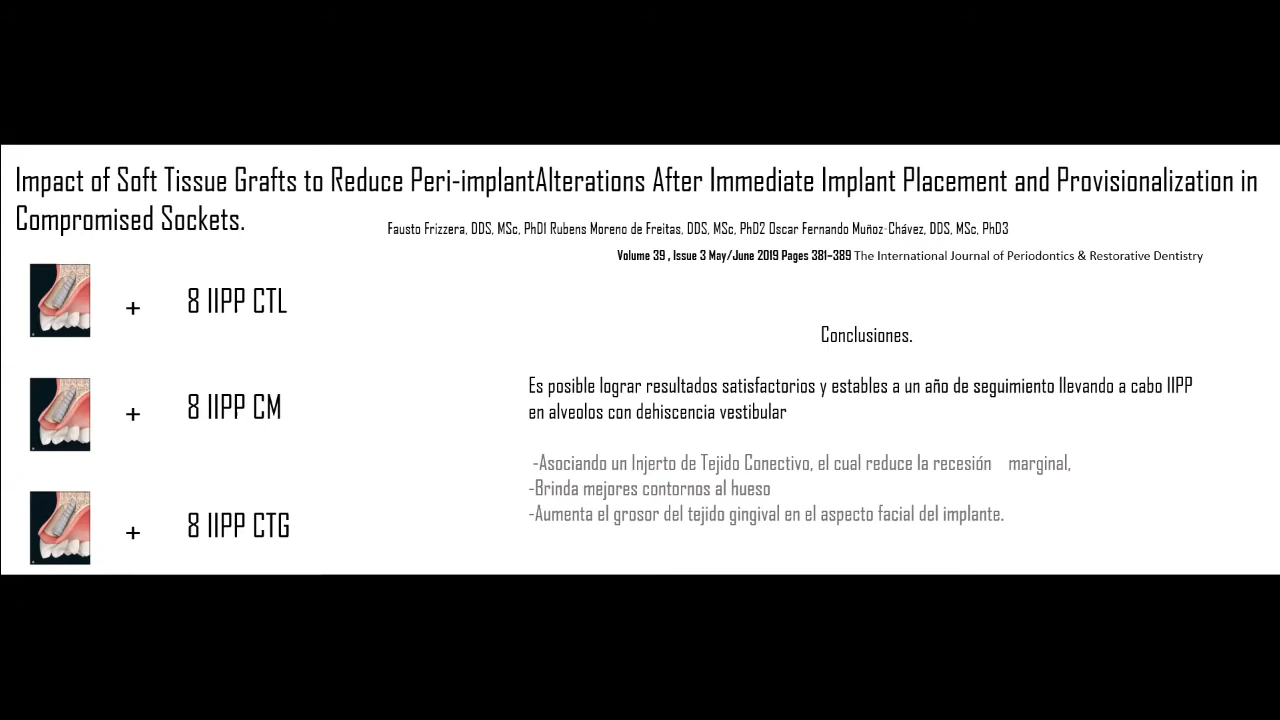 Impact of Soft Tissue Grafts to Reduce Peri-implantAlterations After Immediate Implant Placement and Provisionalization in
Compromised Sockets.
Fausto Frizzera, DDS, MSc, PhD1 Rubens Moreno de Freitas, DDS, MSc, PhD2 Oscar Fernando Muñoz-Chávez, DDS, MSc, PhD3
Volume 39 , Issue 3 May/June 2019 Pages 381–389 The International Journal of Periodontics & Restorative Dentistry
+ 8 IIPP CTL
+ 8 IIPP CM
+ 8 IIPP CTG
Conclusiones.
Es posible lograr resultados satisfactorios y estables a un año de seguimiento llevando a cabo IIPP
en alveolos con dehiscencia vestibular
-Asociando un Injerto de Tejido Conectivo, el cual reduce la recesión marginal,
-Brinda mejores contornos al hueso
-Aumenta el grosor del tejido gingival en el aspecto facial del implante.